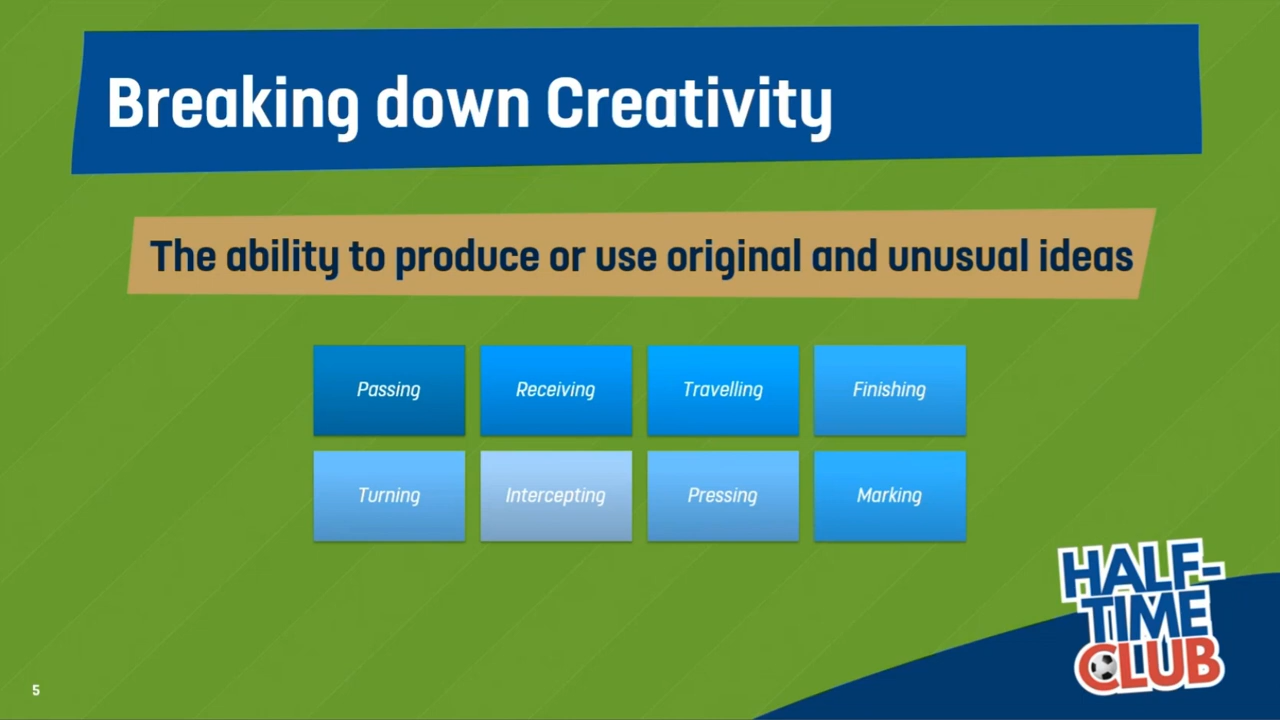 Breaking down Creativity
The ability to produce or use original and unusual ideas
Passing
Receiving
Travelling
Finishing
Turning
Intercepting
Pressing
Marking
HALF-
TIME
CLUB
5